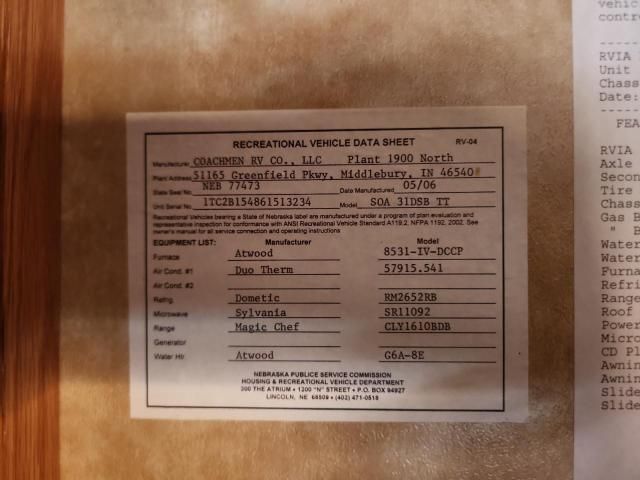 RECREATIONAL VEHICLE DATA SHEET RV-04
Manufacturer COACHMEN RV CO., LLC Plant 1900 North
Plant Address 51165 Greenfield Pkwy, Middlebury, IN 46540
State Seal No. NEB 77473 Date Manufactured 05/06
Unit Serial No. 1TC2B154861513234 Model SOA 31DSB TT
Recreational Vehicles bearing a State of Nebraska label are manufactured under a program of plan evaluation and
representative inspection for conformance with ANSI Recreational Vehicle Standard A119.2, NFPA 1192, 2002. See
owner's manual for all service connection and operating instructions
EQUIPMENT LIST: Manufacturer Model
Furnace Atwood 8531-IV-DCCP
Air Cond. #1 Duo Therm 57915.541
Air Cond. #2
Refrig. Dometic RM2652RB
Microwave Sylvania SR11092
Range Magic Chef CLY1610BDB
Generator
Water Htr. Atwood G6A-8E
NEBRASKA PUBLIC SERVICE COMMISSION
HOUSING & RECREATIONAL VEHICLE DEPARTMENT
300 THE ATRIUM • 1200 "N" STREET • P.O. BOX 94927
LINCOLN, NE 68509 • (402) 471-0518
vehic
contr
RVIA
Unit
Chass
Date:
FEA
RVIA
Axle
Secon
Tire
Chass
Gas B
" B
Water
Water
Furna
Refri
Range
Roof
Power
Micro
CD Pl
Awnin
Awnin
Slide
Slide